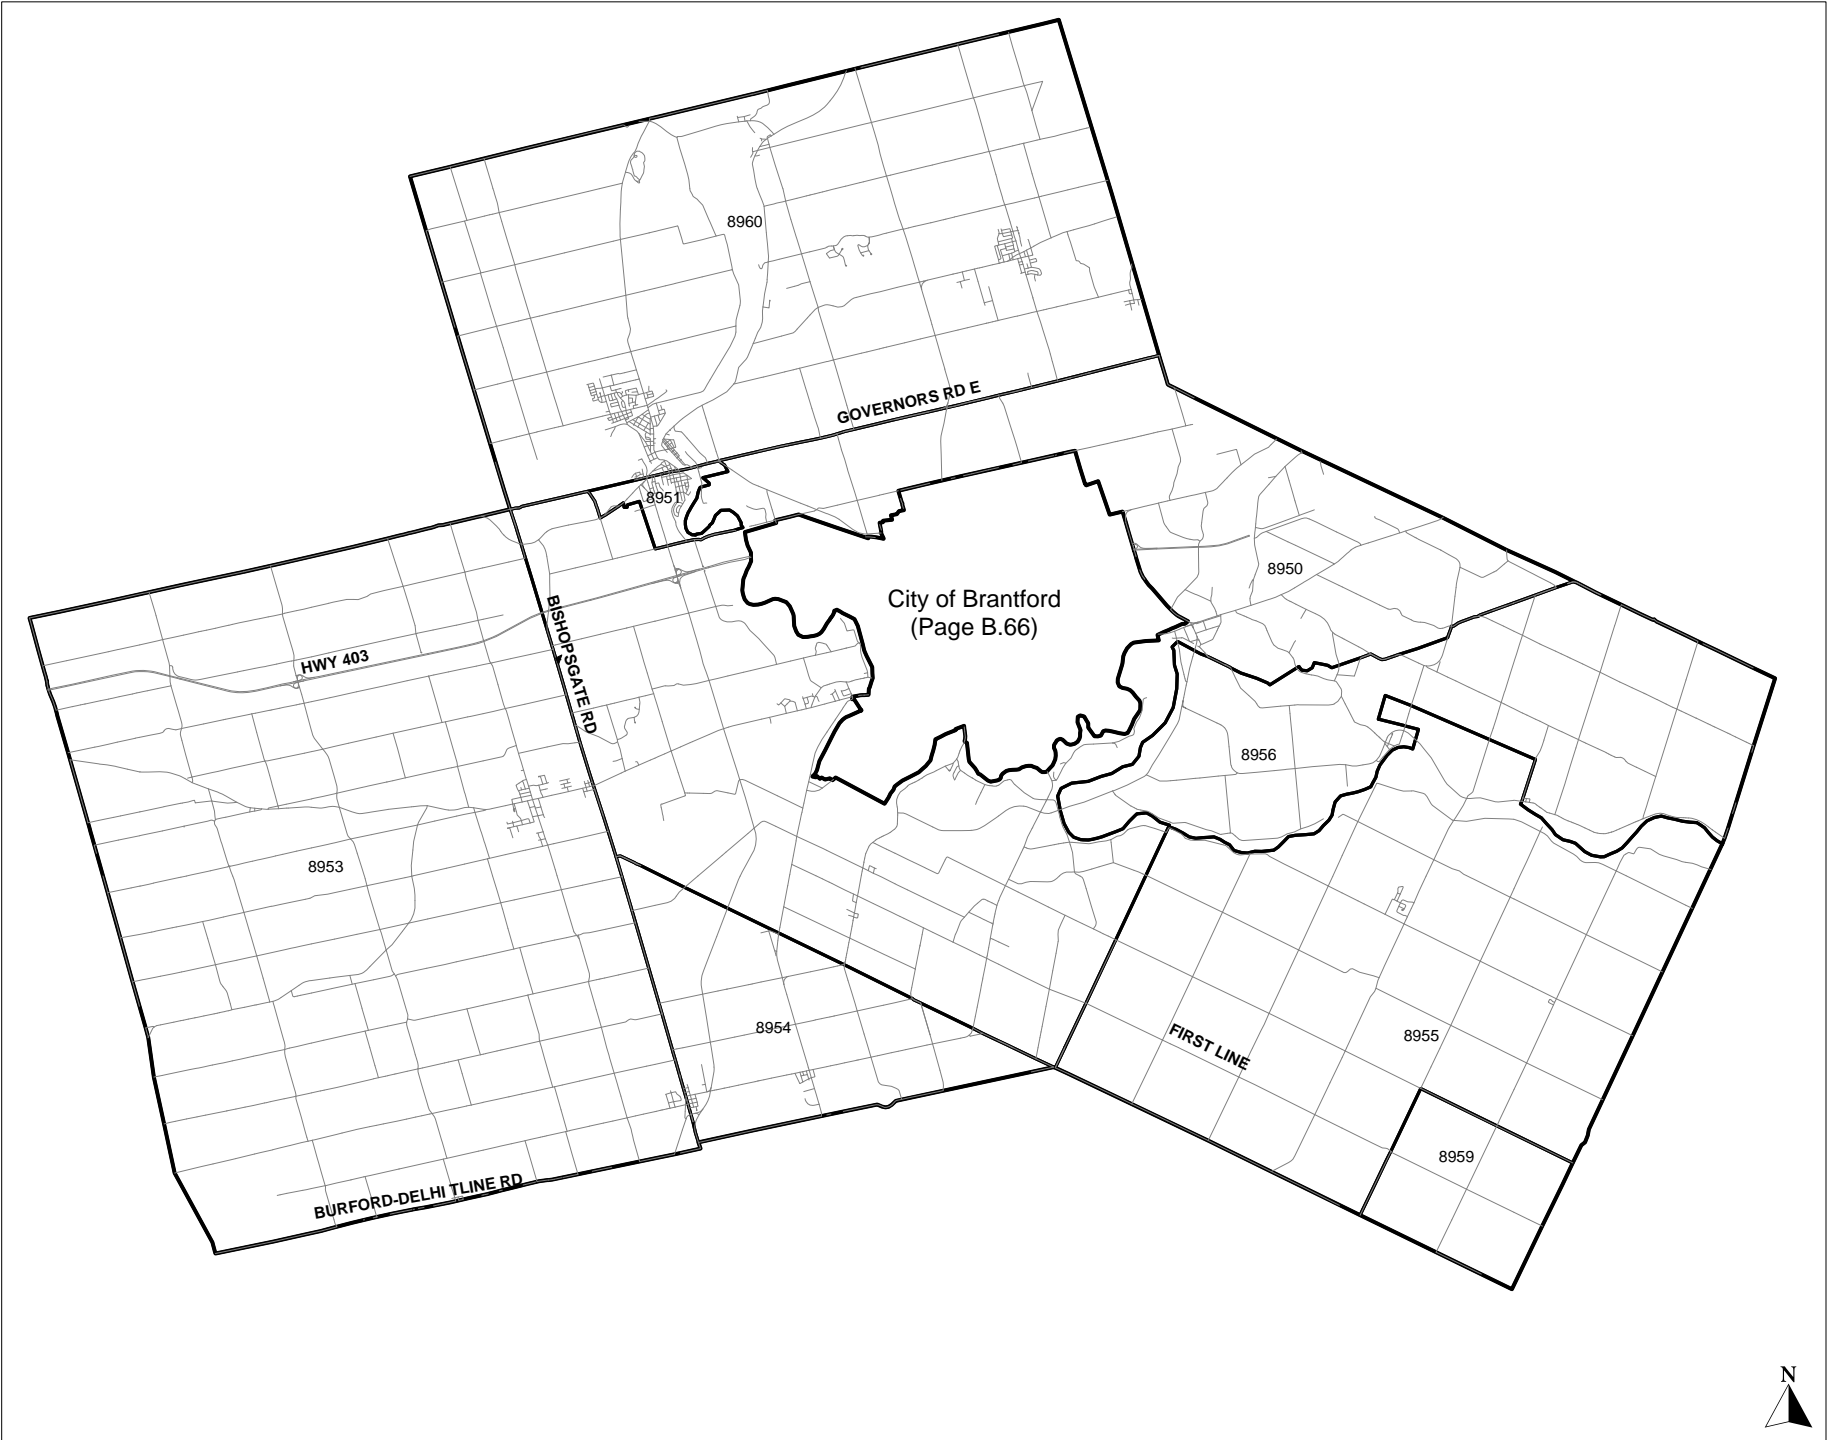 8960
GOVERNORS RD E
8951
8950
City of Brantford
(Page B.66)
HWY 403
BISHOPSGATE RD
8956
8953
8954
8955
FIRST LINE
8959
BURFORD-DELHI TLINE RD
N